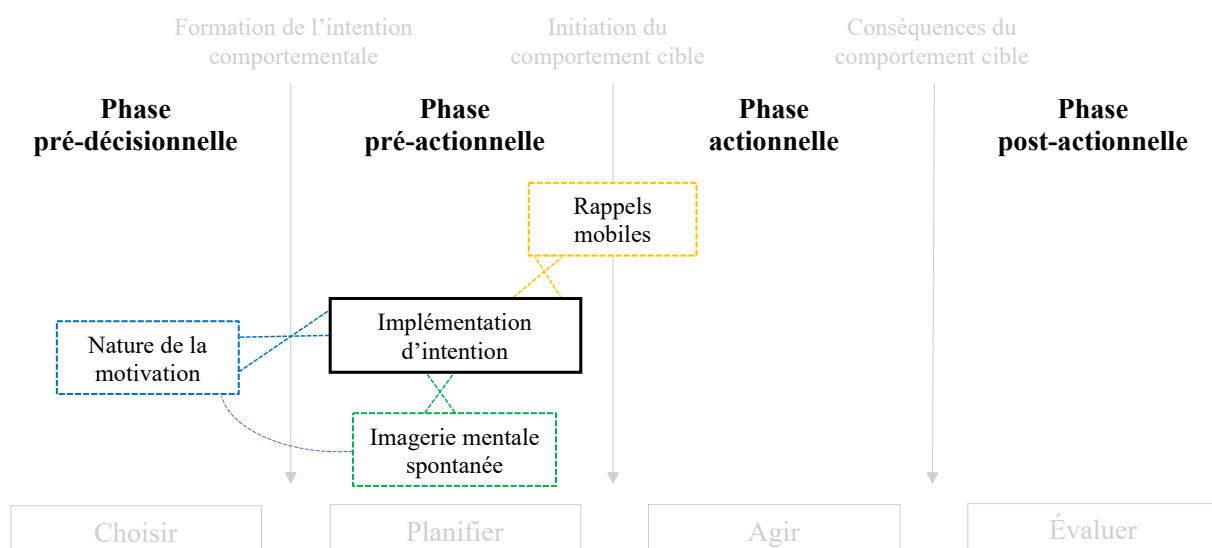 Formation de l’intention
comportementale
Initiation du
comportement cible
Conséquences du
comportement cible
Phase
pré-décisionnelle
Phase
pré-actionnelle
Phase
actionnelle
Phase
post-actionnelle
Rappels
mobiles
Implémentation
d’intention
Nature de la
motivation
Imagerie mentale
spontanée
Choisir
Planifier
Agir
Évaluer